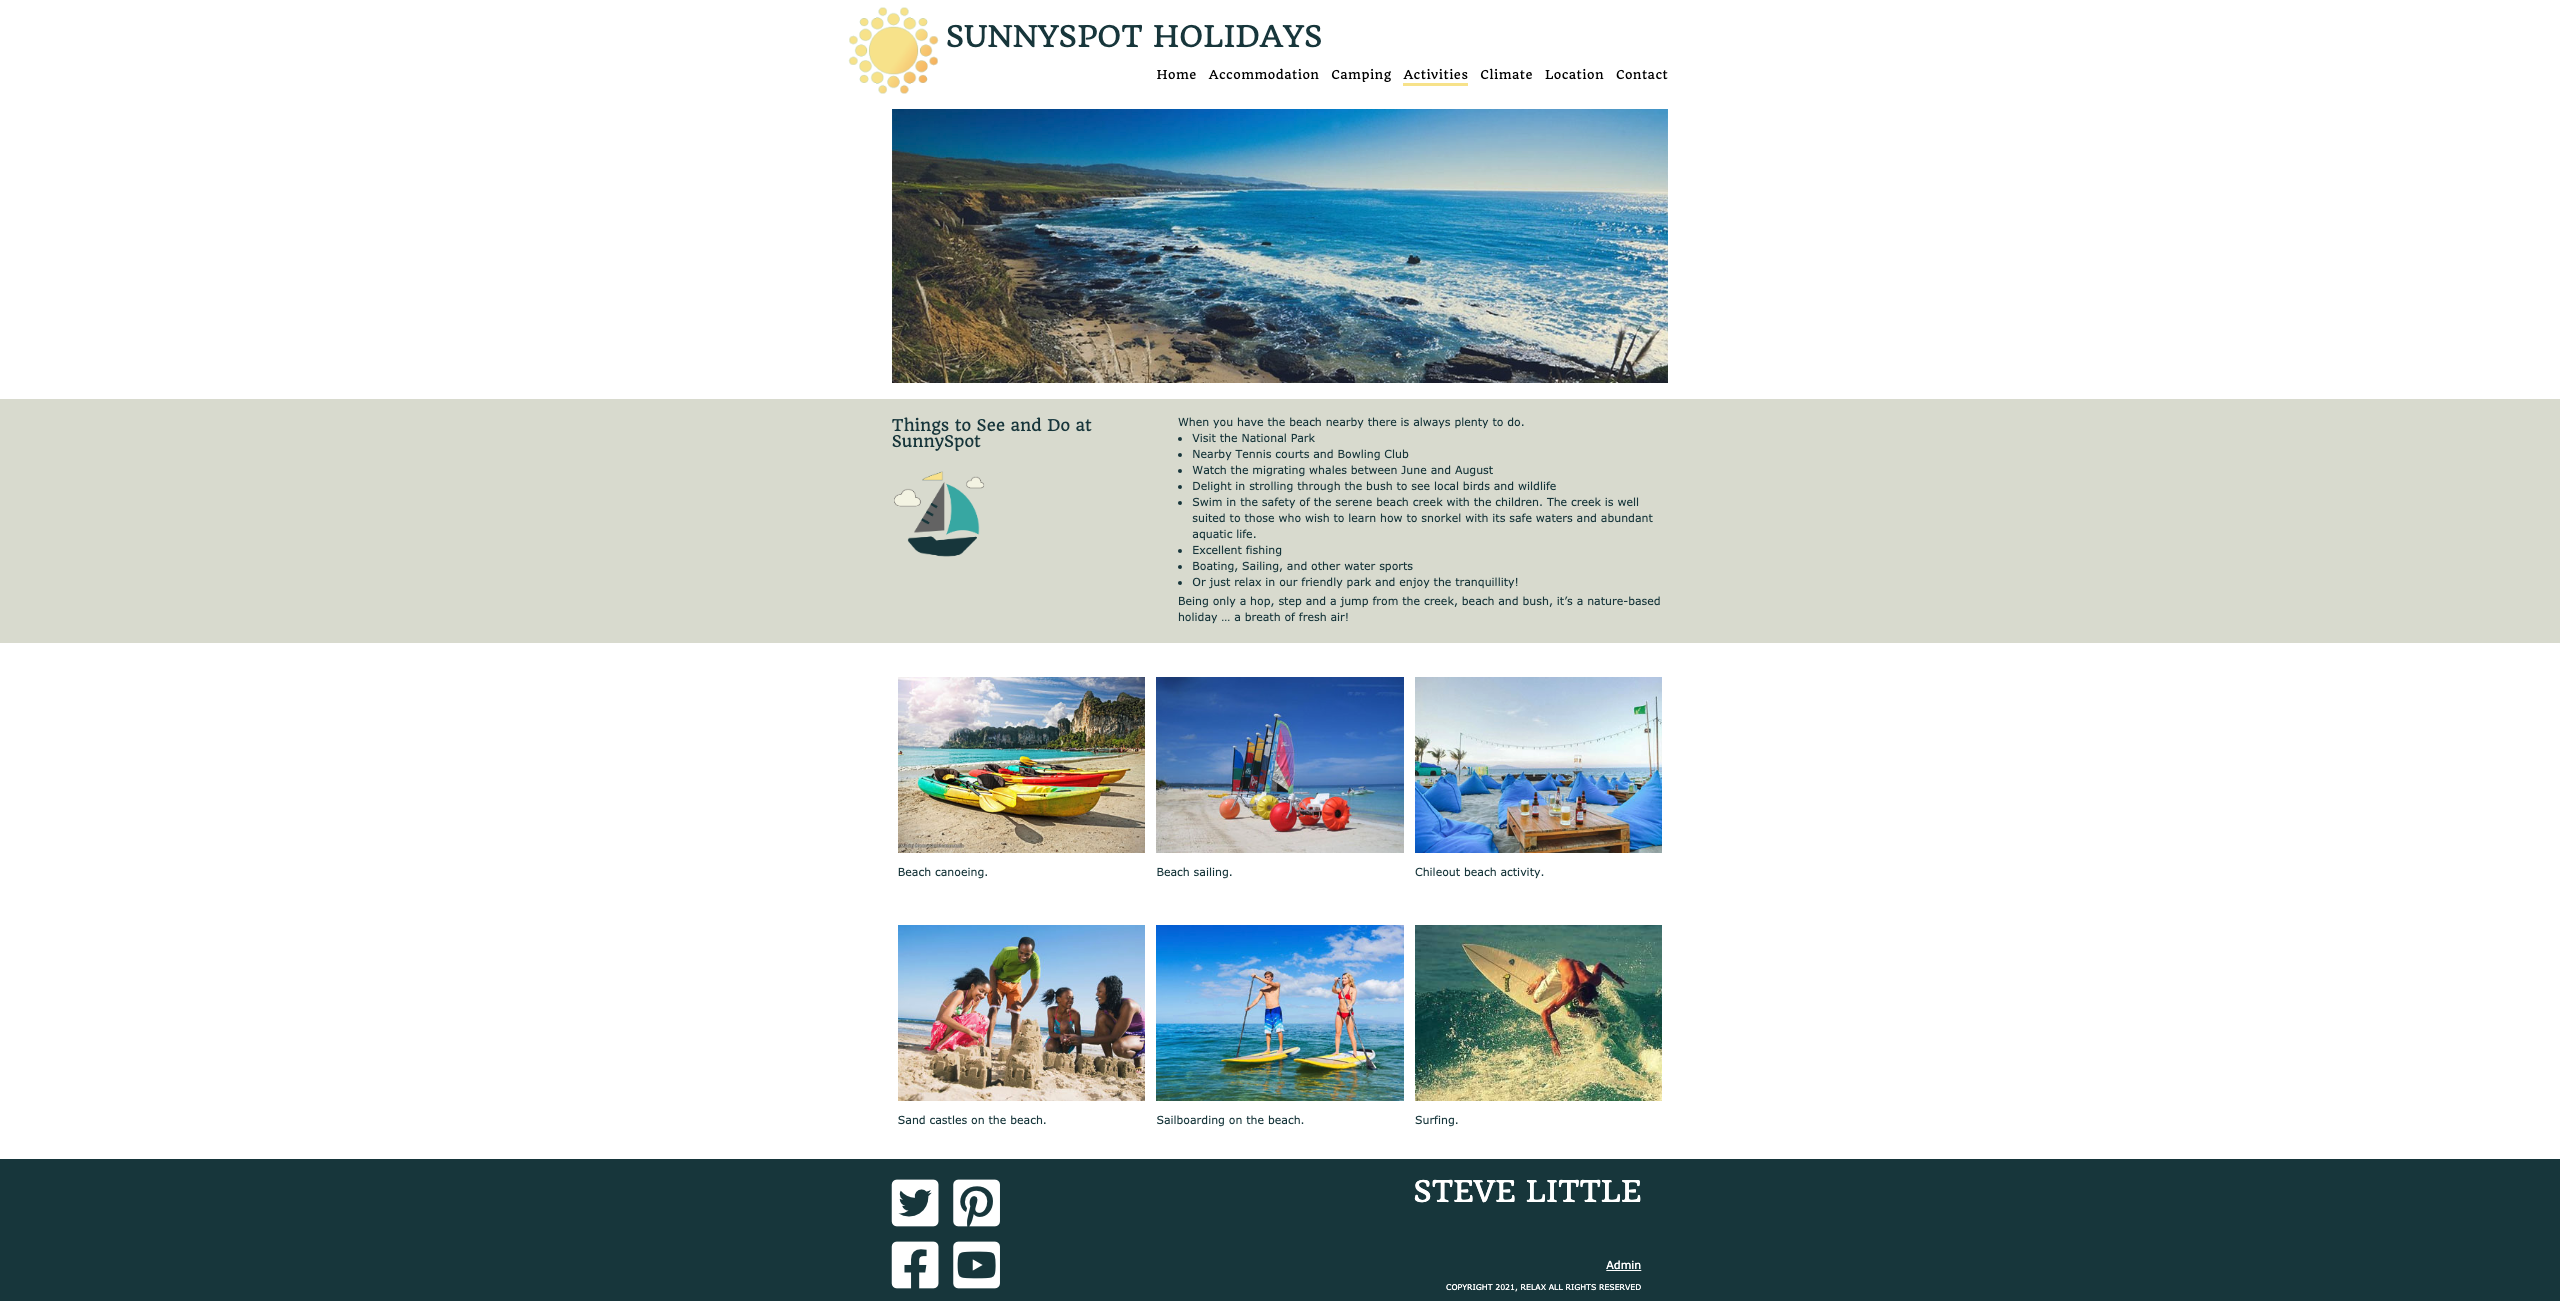 SUNNYSPOT HOLIDAYS
Home Accommodation Camping Activities Climate Location Contact
Things to See and Do at
SunnySpot
When you have the beach nearby there is always plenty to do.
• Visit the National Park
• Nearby Tennis courts and Bowling Club
• Watch the migrating whales between June and August
• Delight in strolling through the bush to see local birds and wildlife
• Swim in the safety of the serene beach creek with the children. The creek is well
suited to those who wish to learn how to snorkel with its safe waters and abundant
aquatic life.
• Excellent fishing
• Boating, Sailing, and other water sports
• Or just relax in our friendly park and enjoy the tranquillity!
Being only a hop, step and a jump from the creek, beach and bush, it’s a nature-based
holiday ... a breath of fresh air!
Beach canoeing.
Beach sailing.
Chileout beach activity.
Sand castles on the beach.
Sailboarding on the beach.
Surfing.
STEVE LITTLE
Admin
COPYRIGHT 2021, RELAX ALL RIGHTS RESERVED